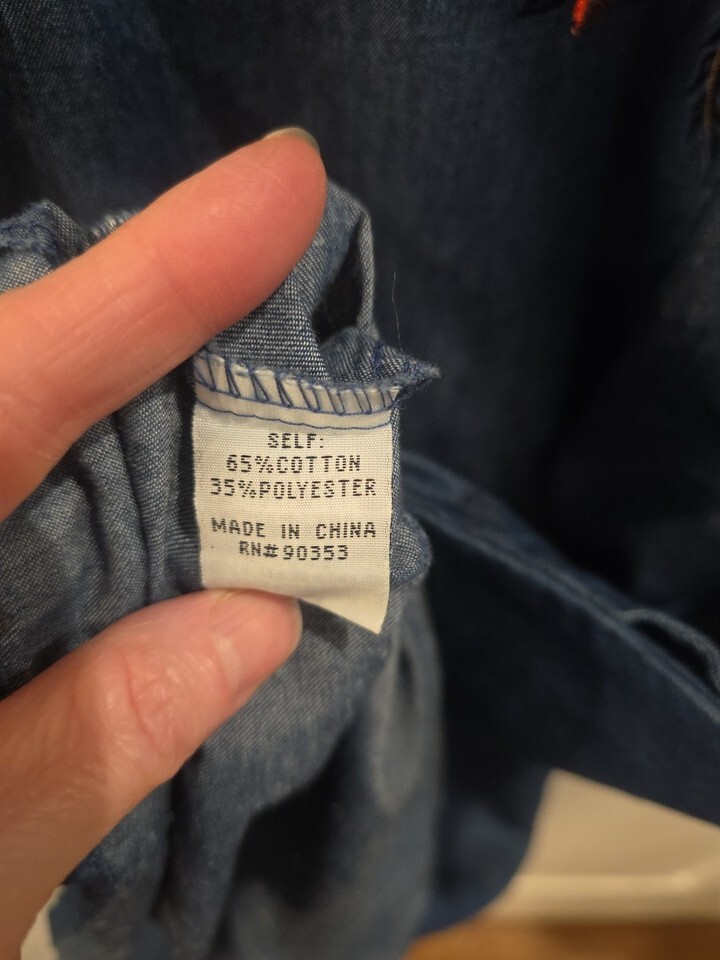 SELF:
65%COTTON
35%POLYESTER
MADE IN CHINA
RN#90353